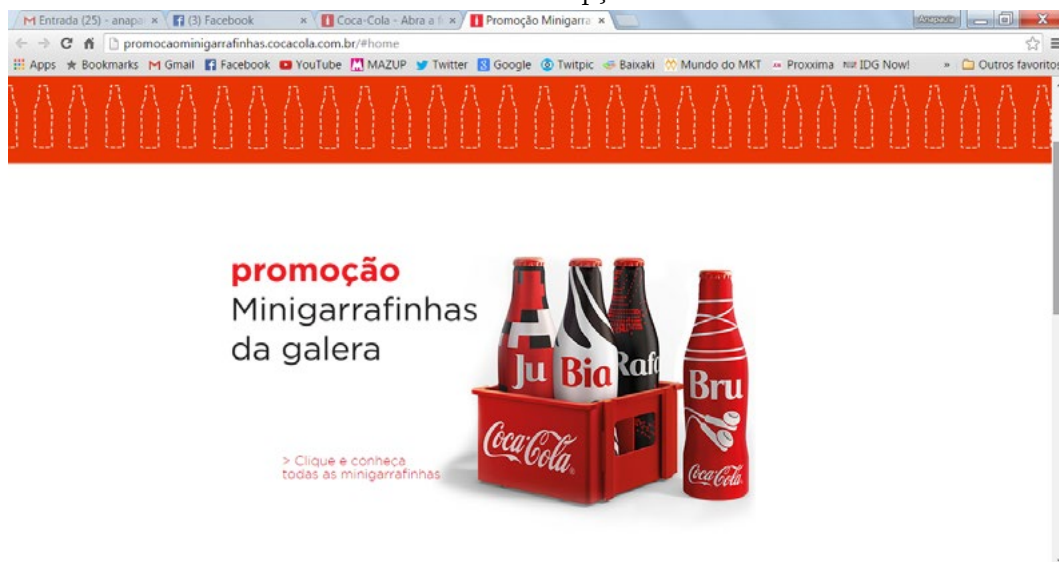 M Entrada (25) - anapa
(3) Facebook
Coca-Cola - Abra a f
Promoção Minigarra
Anapaula
promocaominigarrafinhas.cocacola.com.br/#home
Apps Bookmarks Gmail Facebook YouTube MAZUP Twitter Google Twitpic Baixaki Mundo do MKT Proxxima IDG Now! » Outros favoritos
promoção
Minigarrafinhas
da galera
Ju Bia Rafa
Bru
Coca-Cola
Coca-Cola
> Clique e conheça
todas as minigarrafinhas